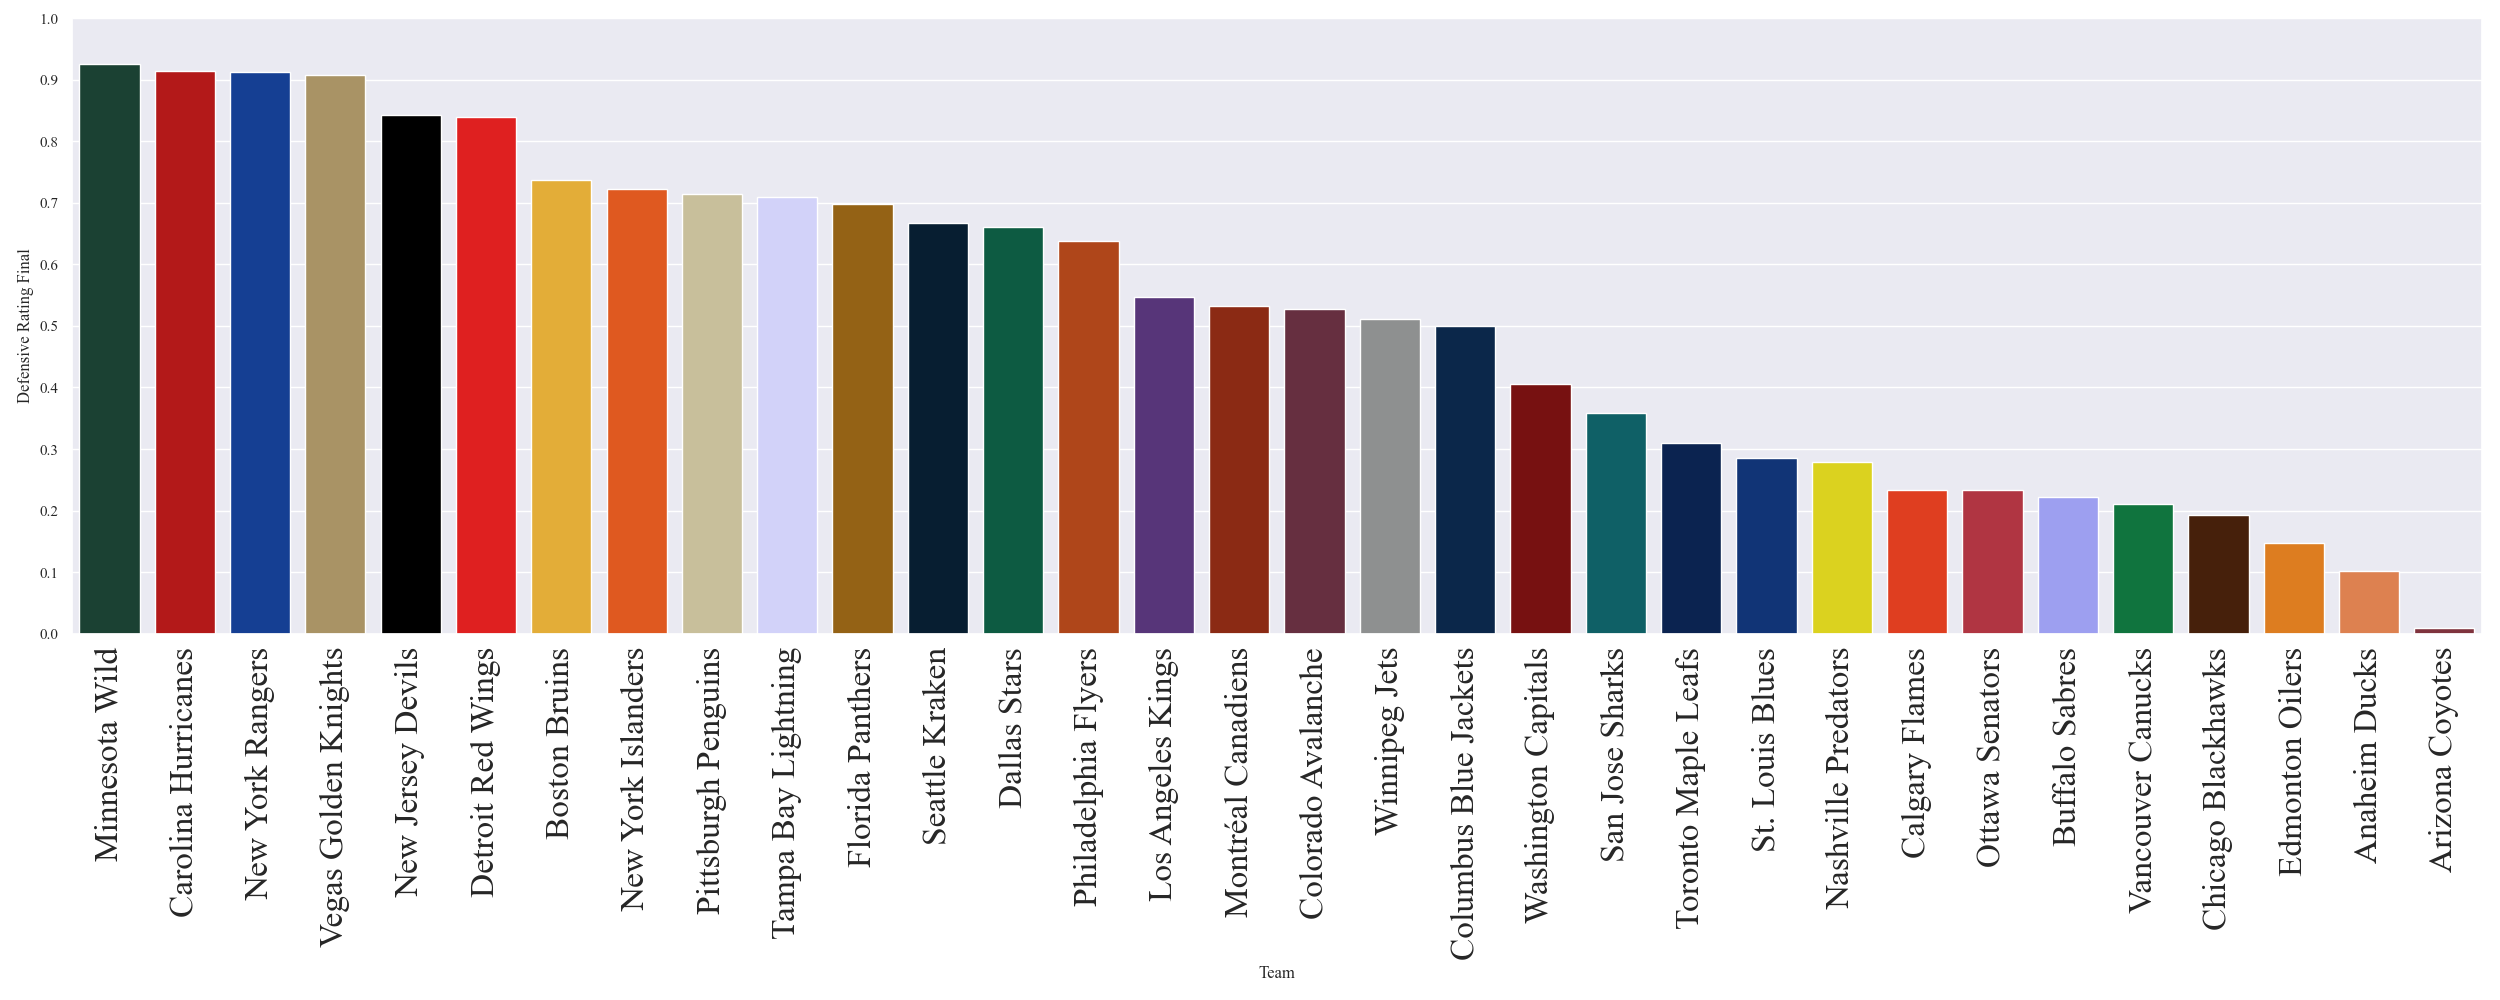 1.0
0.9
0.8
0.7
0.6
0.5
0.4
0.3
0.2
0.1
0.0
Defensive Rating Final
Minnesota Wild
Carolina Hurricanes
New York Rangers
Vegas Golden Knights
New Jersey Devils
Detroit Red Wings
Boston Bruins
New York Islanders
Pittsburgh Penguins
Tampa Bay Lightning
Florida Panthers
Seattle Kraken
Dallas Stars
Philadelphia Flyers
Los Angeles Kings
Montréal Canadiens
Colorado Avalanche
Winnipeg Jets
Columbus Blue Jackets
Washington Capitals
San Jose Sharks
Toronto Maple Leafs
St. Louis Blues
Nashville Predators
Calgary Flames
Ottawa Senators
Buffalo Sabres
Vancouver Canucks
Chicago Blackhawks
Edmonton Oilers
Anaheim Ducks
Arizona Coyotes
Team